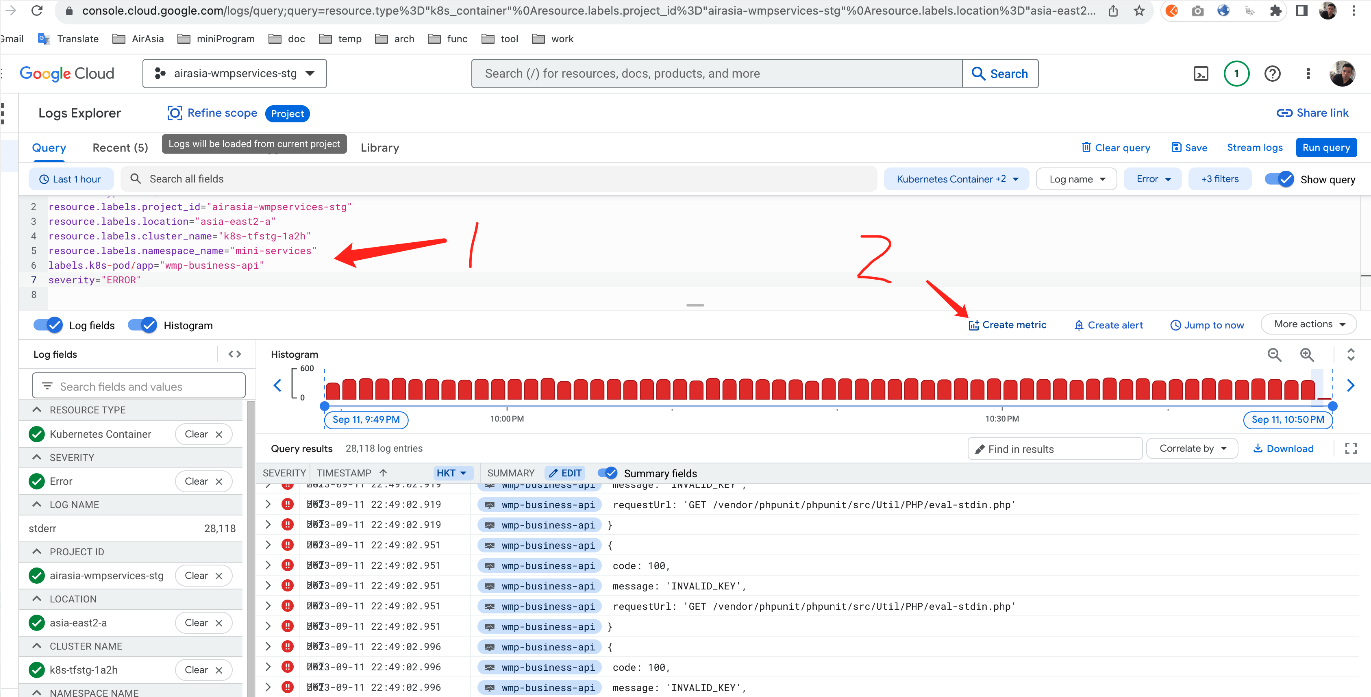 console.cloud.google.com/logs/query;query=resource.type%3D"k8s_container"%0Aresource.labels.project_id%3D"airasia-wmpservices-stg"%0Aresource.labels.location%3D"asia-east2-a...
Gmail Translate AirAsia miniProgram doc temp arch func tool work
Google Cloud airasia-wmpservices-stg Search (/) for resources, docs, products, and more Search 1
Logs Explorer Refine scope Project Share link
Query Recent (5) Logs will be loaded from current project Library Clear query Save Stream logs Run query
Last 1 hour Search all fields Kubernetes Container +2 Log name Error +3 filters Show query
2 resource.labels.project_id="airasia-wmpservices-stg"
3 resource.labels.location="asia-east2-a"
4 resource.labels.cluster_name="k8s-tfstg-1a2h"
5 resource.labels.namespace_name="mini-services"
6 labels.k8s-pod/app="wmp-business-api"
7 severity="ERROR"
8
1
2
Log fields Histogram Create metric Create alert Jump to now More actions
Log fields
Search fields and values
RESOURCE TYPE
Kubernetes Container Clear
SEVERITY
Error Clear
LOG NAME
stderr 28,118
PROJECT ID
airasia-wmpservices-stg Clear
LOCATION
asia-east2-a Clear
CLUSTER NAME
k8s-tfstg-1a2h Clear
NAMESPACE NAME
Histogram
600
0
Sep 11, 9:49 PM 10:00 PM 10:30 PM Sep 11, 10:50 PM
Query results 28,118 log entries Find in results Correlate by Download
SEVERITY TIMESTAMP HKT SUMMARY EDIT Summary fields
2023-09-11 22:49:02.919 wmp-business-api message: 'INVALID_KEY',
2023-09-11 22:49:02.919 wmp-business-api requestUrl: 'GET /vendor/phpunit/phpunit/src/Util/PHP/eval-stdin.php'
2023-09-11 22:49:02.919 wmp-business-api }
2023-09-11 22:49:02.951 wmp-business-api {
2023-09-11 22:49:02.951 wmp-business-api code: 100,
2023-09-11 22:49:02.951 wmp-business-api message: 'INVALID_KEY',
2023-09-11 22:49:02.951 wmp-business-api requestUrl: 'GET /vendor/phpunit/phpunit/src/Util/PHP/eval-stdin.php'
2023-09-11 22:49:02.951 wmp-business-api }
2023-09-11 22:49:02.996 wmp-business-api {
2023-09-11 22:49:02.996 wmp-business-api code: 100,
2023-09-11 22:49:02.996 wmp-business-api message: 'INVALID_KEY',